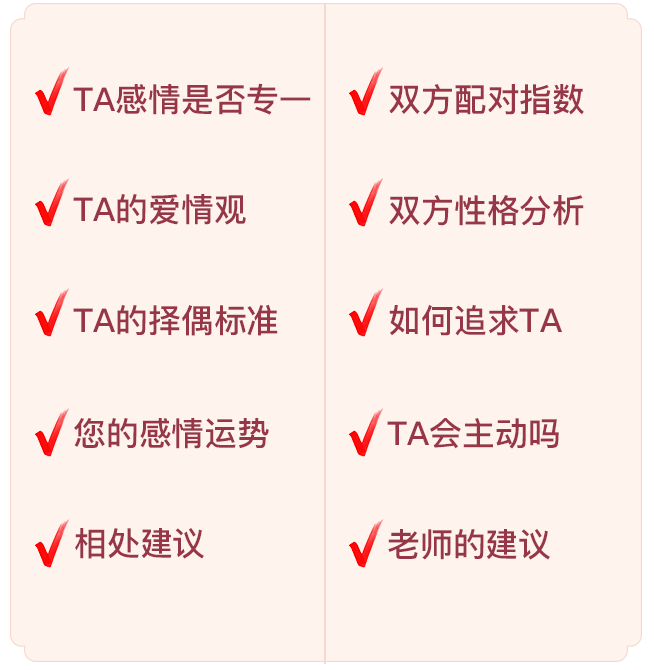 TA感情是否专一
TA的爱情观
TA的择偶标准
您的感情运势
相处建议
双方配对指数
双方性格分析
如何追求TA
TA会主动吗
老师的建议